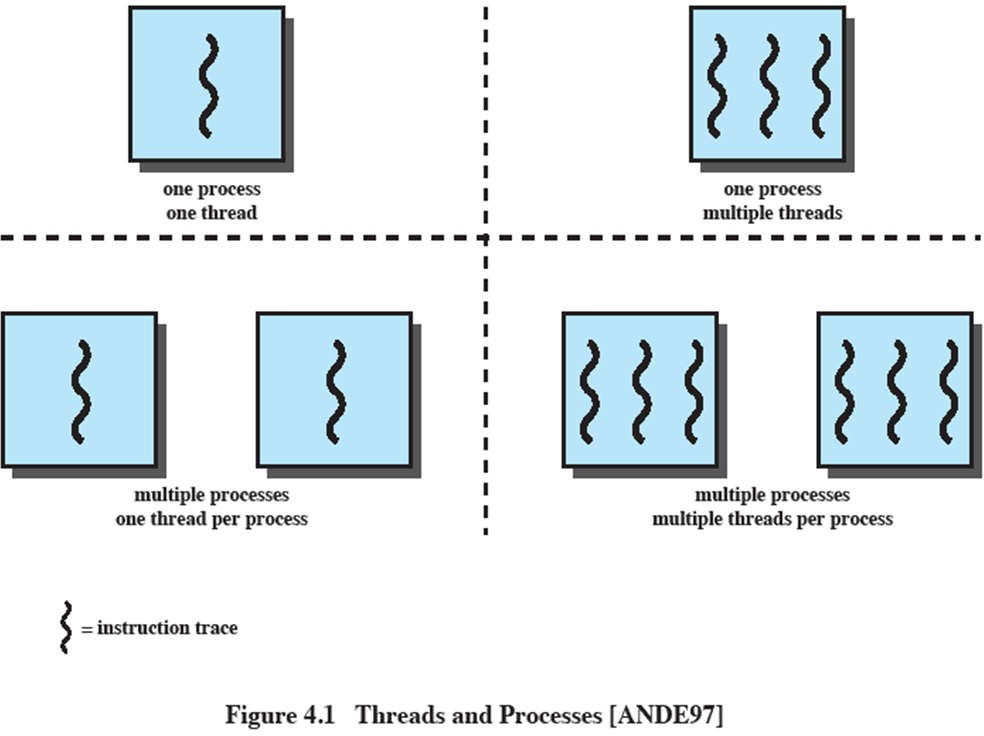 one process
one thread
one process
multiple threads
multiple processes
one thread per process
multiple processes
multiple threads per process
= instruction trace
Figure 4.1 Threads and Processes [ANDE97]